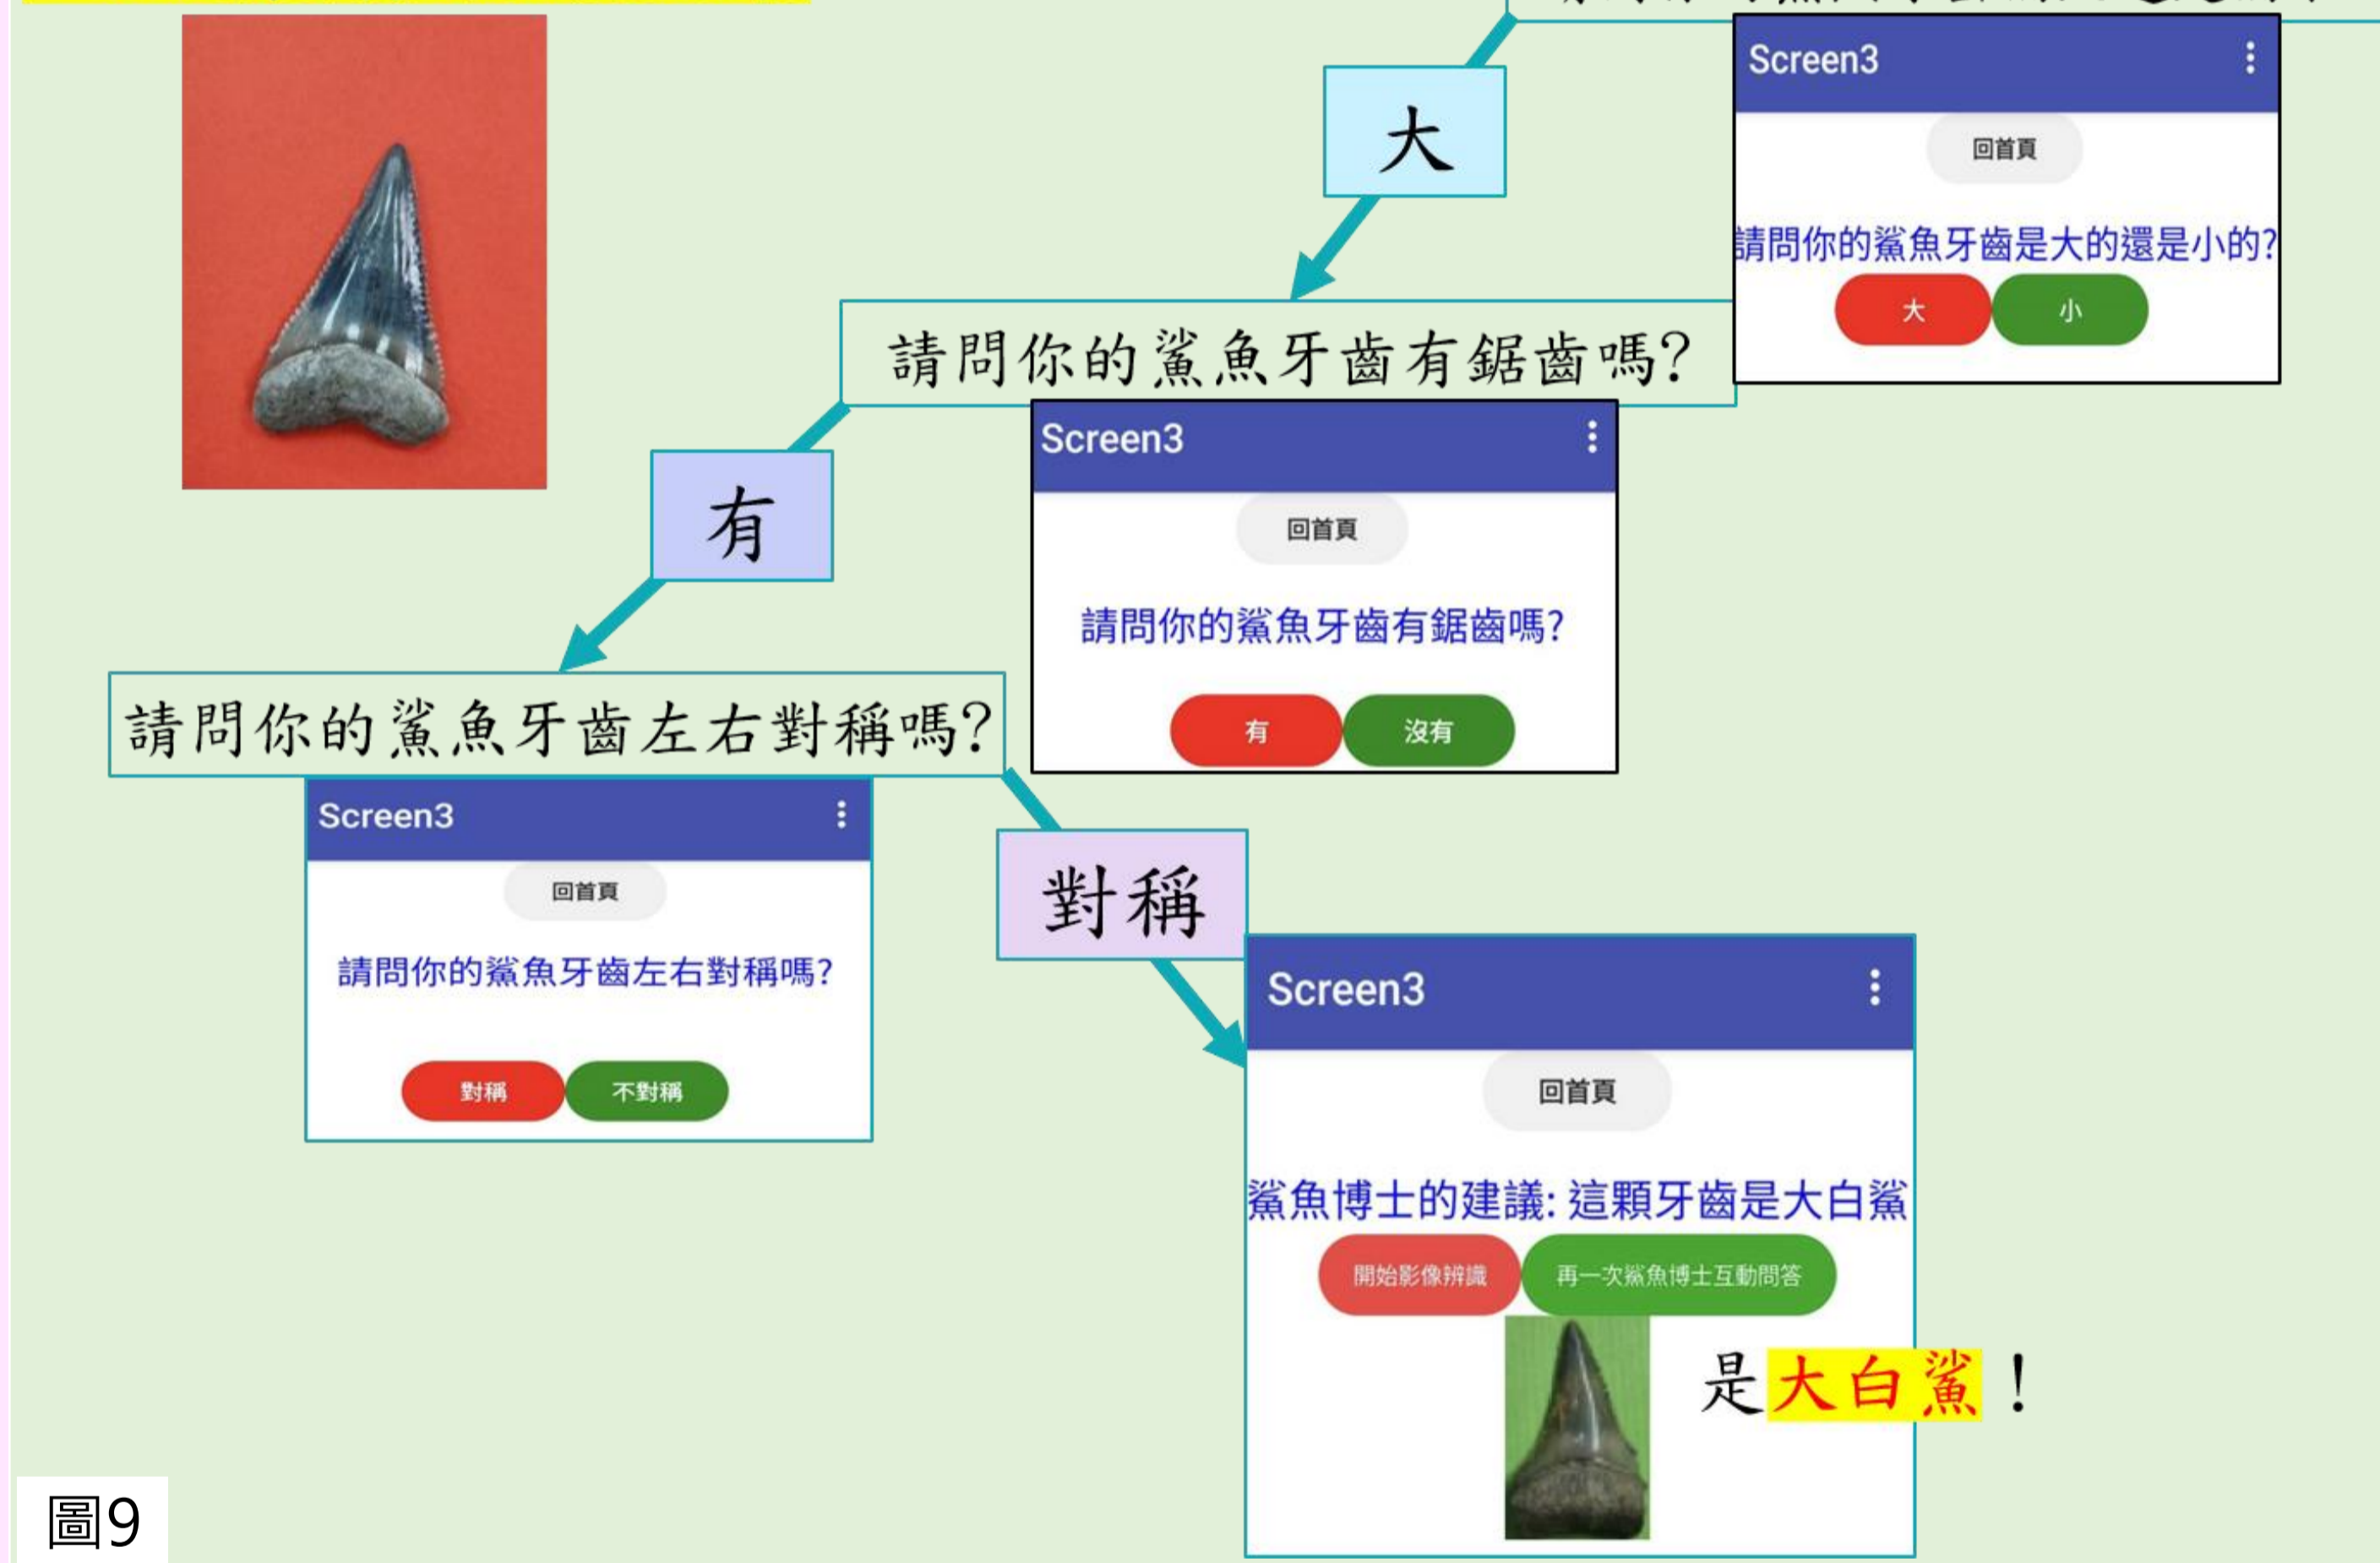 Screen3
回首頁
請問你的鯊魚牙齒是大的還是小的?
大
小
大
請問你的鯊魚牙齒有鋸齒嗎?
Screen3
回首頁
請問你的鯊魚牙齒有鋸齒嗎?
有
沒有
有
請問你的鯊魚牙齒左右對稱嗎?
Screen3
回首頁
請問你的鯊魚牙齒左右對稱嗎?
對稱
不對稱
對稱
Screen3
回首頁
鯊魚博士的建議: 這顆牙齒是大白鯊
開始影像辨識
再一次鯊魚博士互動問答
是大白鯊!
圖9